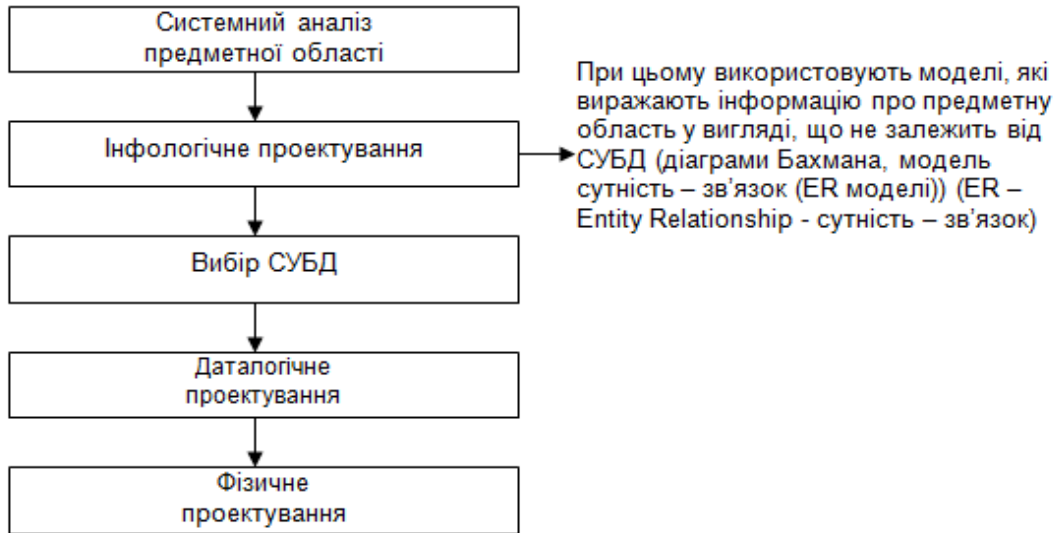 Системний аналіз
предметної області
Інфологічне проектування
При цьому використовують моделі, які
виражають інформацію про предметну
область у вигляді, що не залежить від
СУБД (діаграми Бахмана, модель
сутність – зв’язок (ER моделі)) (ER –
Entity Relationship - сутність – зв’язок)
Вибір СУБД
Даталогічне
проектування
Фізичне
проектування